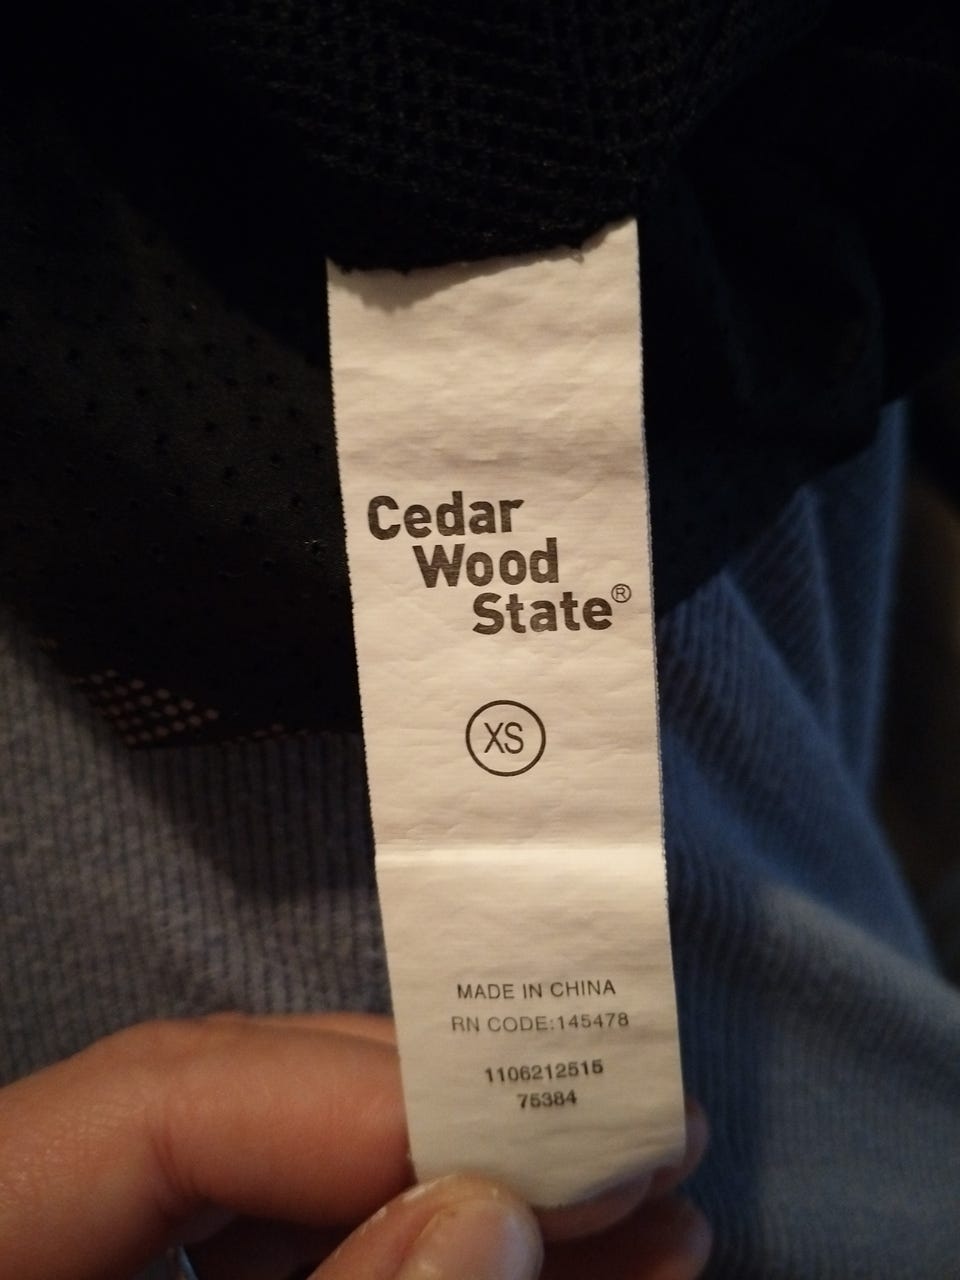 Cedar
Wood
State®
XS
MADE IN CHINA
RN CODE:145478
1106212515
75384